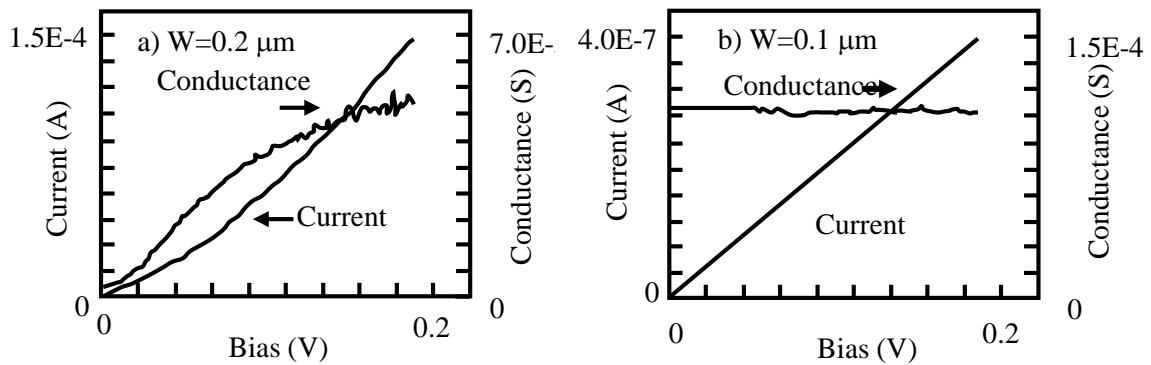 1.5E-4
a) W=0.2 μm
7.0E-
Conductance
Current (A)
Conductance (S)
Current
0
0
0
0.2
Bias (V)
4.0E-7
b) W=0.1 μm
1.5E-4
Conductance
Current (A)
Conductance (S)
Current
0
0
0
0.2
Bias (V)